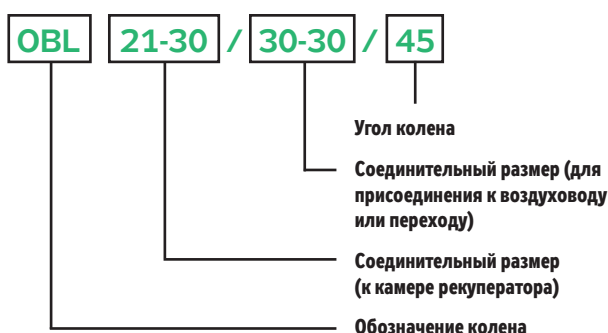 OBL 21-30 / 30-30 / 45
Угол колена
Соединительный размер (для
присоединения к воздуховоду
или переходу)
Соединительный размер
(к камере рекуператора)
Обозначение колена